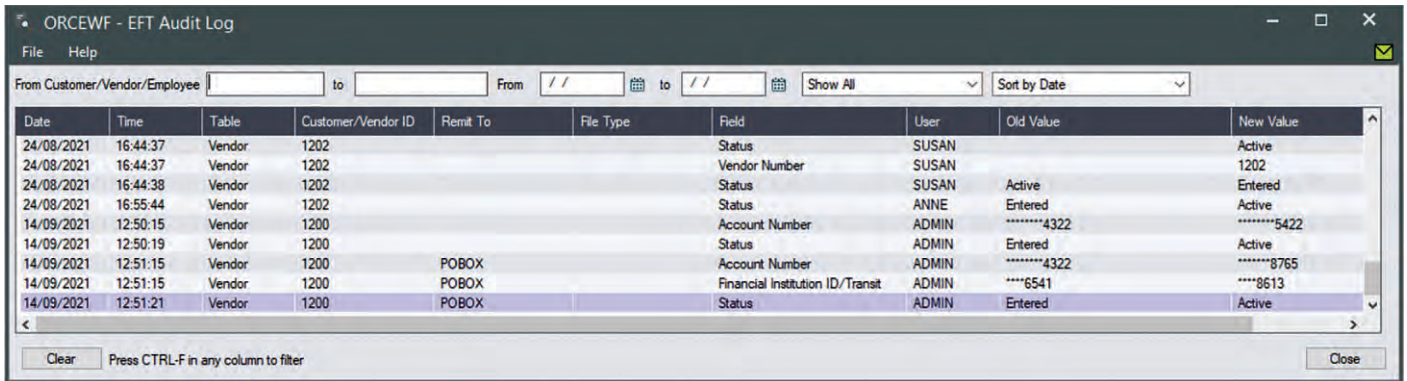 ORCEWF - EFT Audit Log
File Help
From Customer/Vendor/Employee to From / / to / / Show All Sort by Date
Date Time Table Customer/Vendor ID Remit To File Type Field User Old Value New Value
24/08/2021 16:44:37 Vendor 1202 Status SUSAN Active
24/08/2021 16:44:37 Vendor 1202 Vendor Number SUSAN 1202
24/08/2021 16:44:38 Vendor 1202 Status SUSAN Active Entered
24/08/2021 16:55:44 Vendor 1202 Status ANNE Entered Active
14/09/2021 12:50:15 Vendor 1200 Account Number ADMIN ********4322 ********5422
14/09/2021 12:50:19 Vendor 1200 Status ADMIN Entered Active
14/09/2021 12:51:15 Vendor 1200 POBOX Account Number ADMIN ********4322 *******8765
14/09/2021 12:51:15 Vendor 1200 POBOX Financial Institution ID/Transit ADMIN ****6541 ****8613
14/09/2021 12:51:21 Vendor 1200 POBOX Status ADMIN Entered Active
Clear Press CTRL-F in any column to filter Close